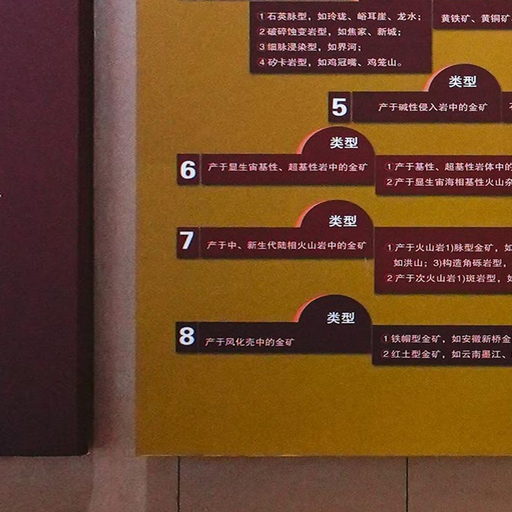 1 石英脉型，如玲珑、峪耳崖、龙水；
2 破碎蚀变岩型，如焦家、新城；
3 细脉浸染型，如界河；
4 矽卡岩型，如鸡冠嘴、鸡笼山。
黄铁矿、黄铜矿
类型
5
产于碱性侵入岩中的金矿
类型
6
产于显生宙基性、超基性岩中的金矿
1 产于基性、超基性岩体中的
2 产于显生宙海相基性火山杂
类型
7
产于中、新生代陆相火山岩中的金矿
1 产于火山岩1)脉型金矿，如
如洪山；3)构造角砾岩型，
2 产于次火山岩1)斑岩型，如
类型
8
产于风化壳中的金矿
1 铁帽型金矿，如安徽新桥金
2 红土型金矿，如云南墨江、